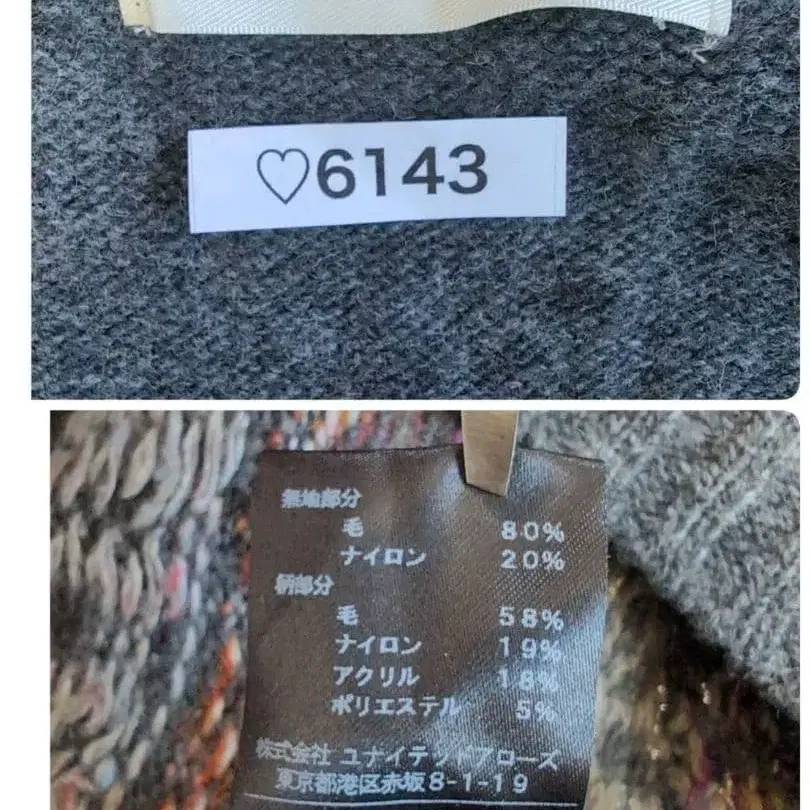 ♡6143
無地部分
毛 80%
ナイロン 20%
柄部分
毛 58%
ナイロン 19%
アクリル 18%
ポリエステル 5%
株式会社 ユナイテッドアローズ
東京都港区赤坂8-1-19